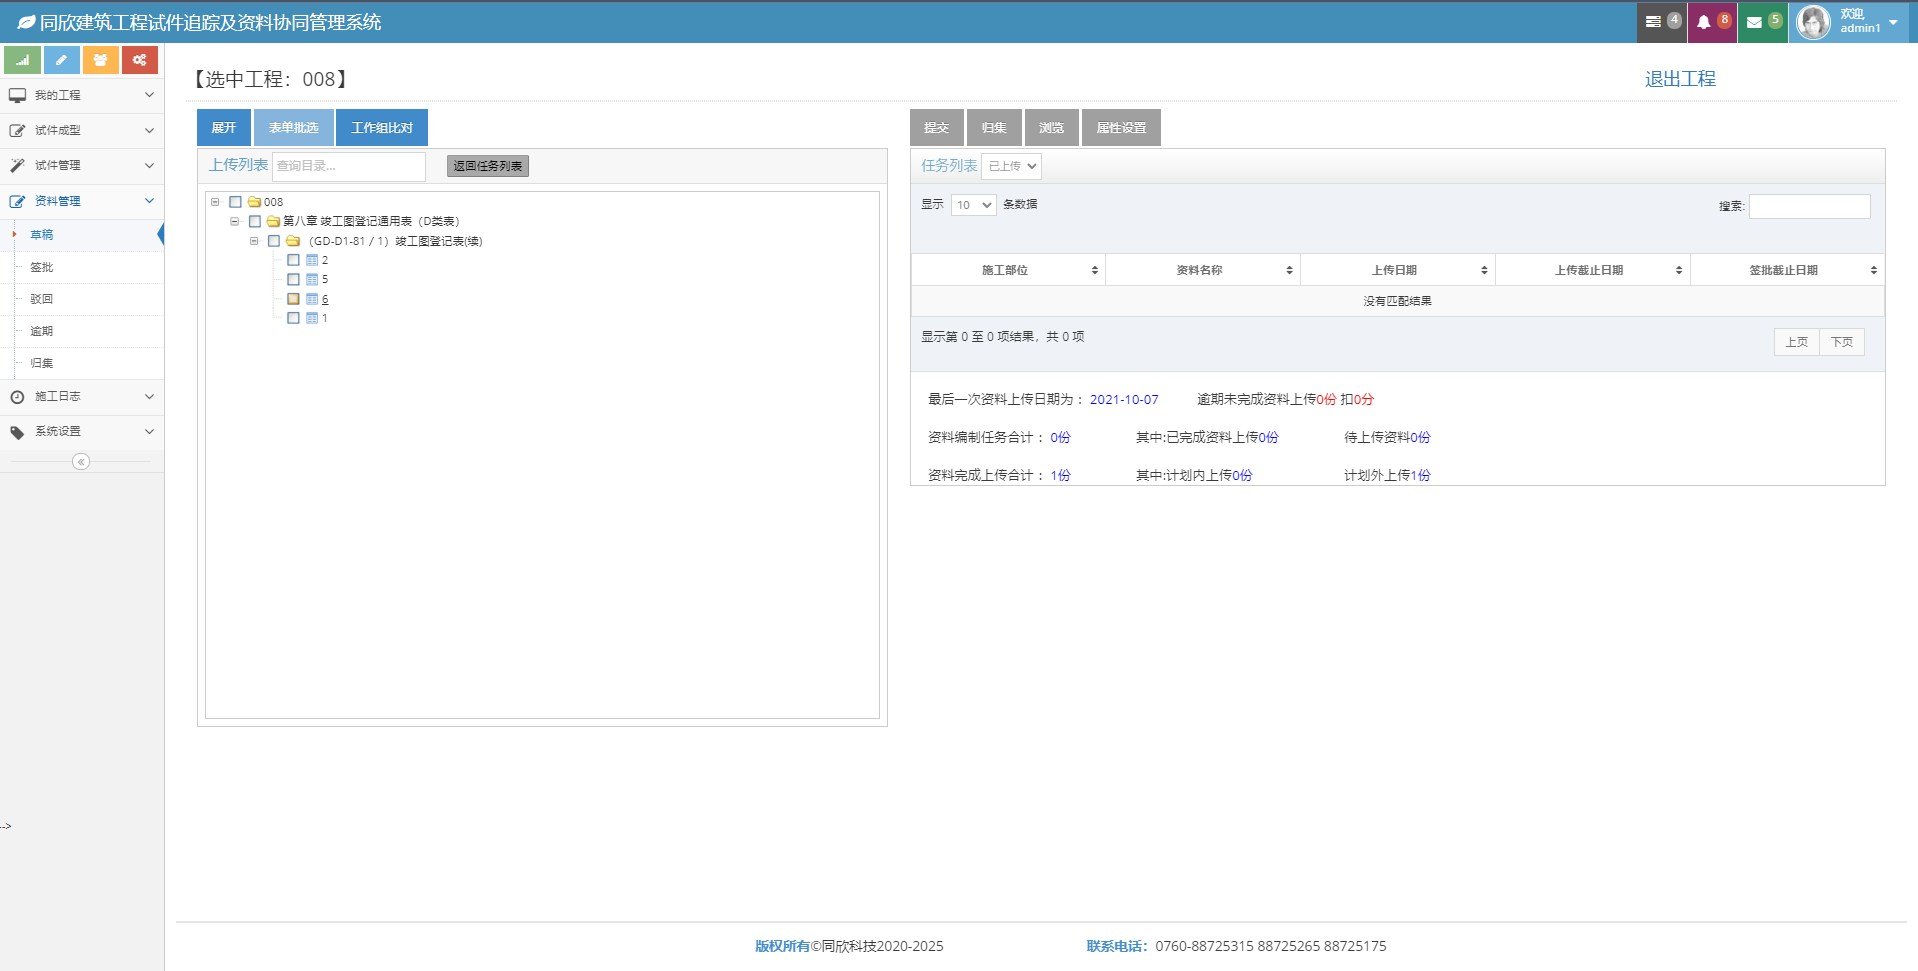 同欣建筑工程试件追踪及资料协同管理系统
4
8
5
欢迎,
admin1
我的工程
试件成型
试件管理
资料管理
草稿
签批
驳回
逾期
归集
施工日志
系统设置
-->
【选中工程：008】
退出工程
展开 表单批选 工作组比对
上传列表 查询目录... 返回任务列表
008
第八章 竣工图登记通用表（D类表）
（GD-D1-81 / 1）竣工图登记表(续)
2
5
6
1
提交 归集 浏览 属性设置
任务列表 已上传
显示 10 条数据
搜索:
施工部位 资料名称 上传日期 上传截止日期 签批截止日期
没有匹配结果
显示第 0 至 0 项结果，共 0 项
上页 下页
最后一次资料上传日期为： 2021-10-07 逾期未完成资料上传0份 扣0分
资料编制任务合计： 0份 其中:已完成资料上传0份 待上传资料0份
资料完成上传合计： 1份 其中:计划内上传0份 计划外上传1份
版权所有©同欣科技2020-2025 联系电话：0760-88725315 88725265 88725175